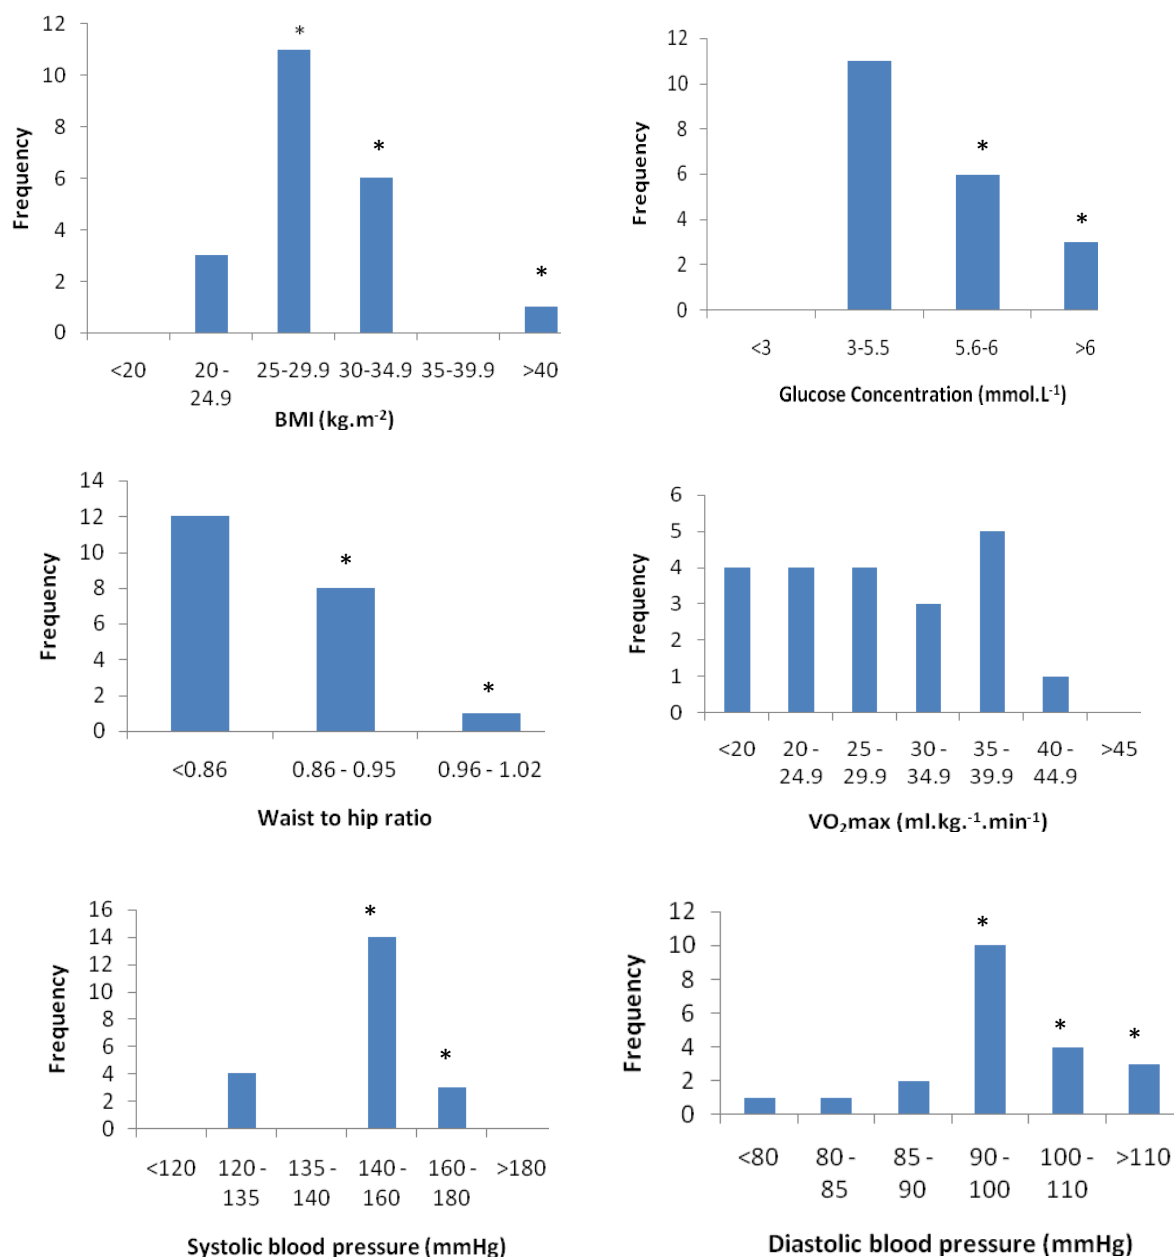 12
*
10
8
Frequency
6
*
4
2
*
0
<20 20 - 25-29.9 30-34.9 35-39.9 >40
24.9
BMI (kg.m-2)
12
10
8
Frequency
6
*
4
*
2
0
<3 3-5.5 5.6-6 >6
Glucose Concentration (mmol.L-1)
14
12
10
*
8
Frequency
6
4
*
2
0
<0.86 0.86 - 0.95 0.96 - 1.02
Waist to hip ratio
6
5
4
Frequency
3
2
1
0
<20 20 - 25 - 30 - 35 - 40 - >45
24.9 29.9 34.9 39.9 44.9
VO2max (ml.kg.-1.min-1)
16
*
14
12
10
Frequency
8
6
*
4
2
0
<120 120 - 135 - 140 - 160 - >180
135 140 160 180
Systolic blood pressure (mmHg)
12
*
10
8
Frequency
6
* *
4
2
0
<80 80 - 85 - 90 - 100 - >110
85 90 100 110
Diastolic blood pressure (mmHg)